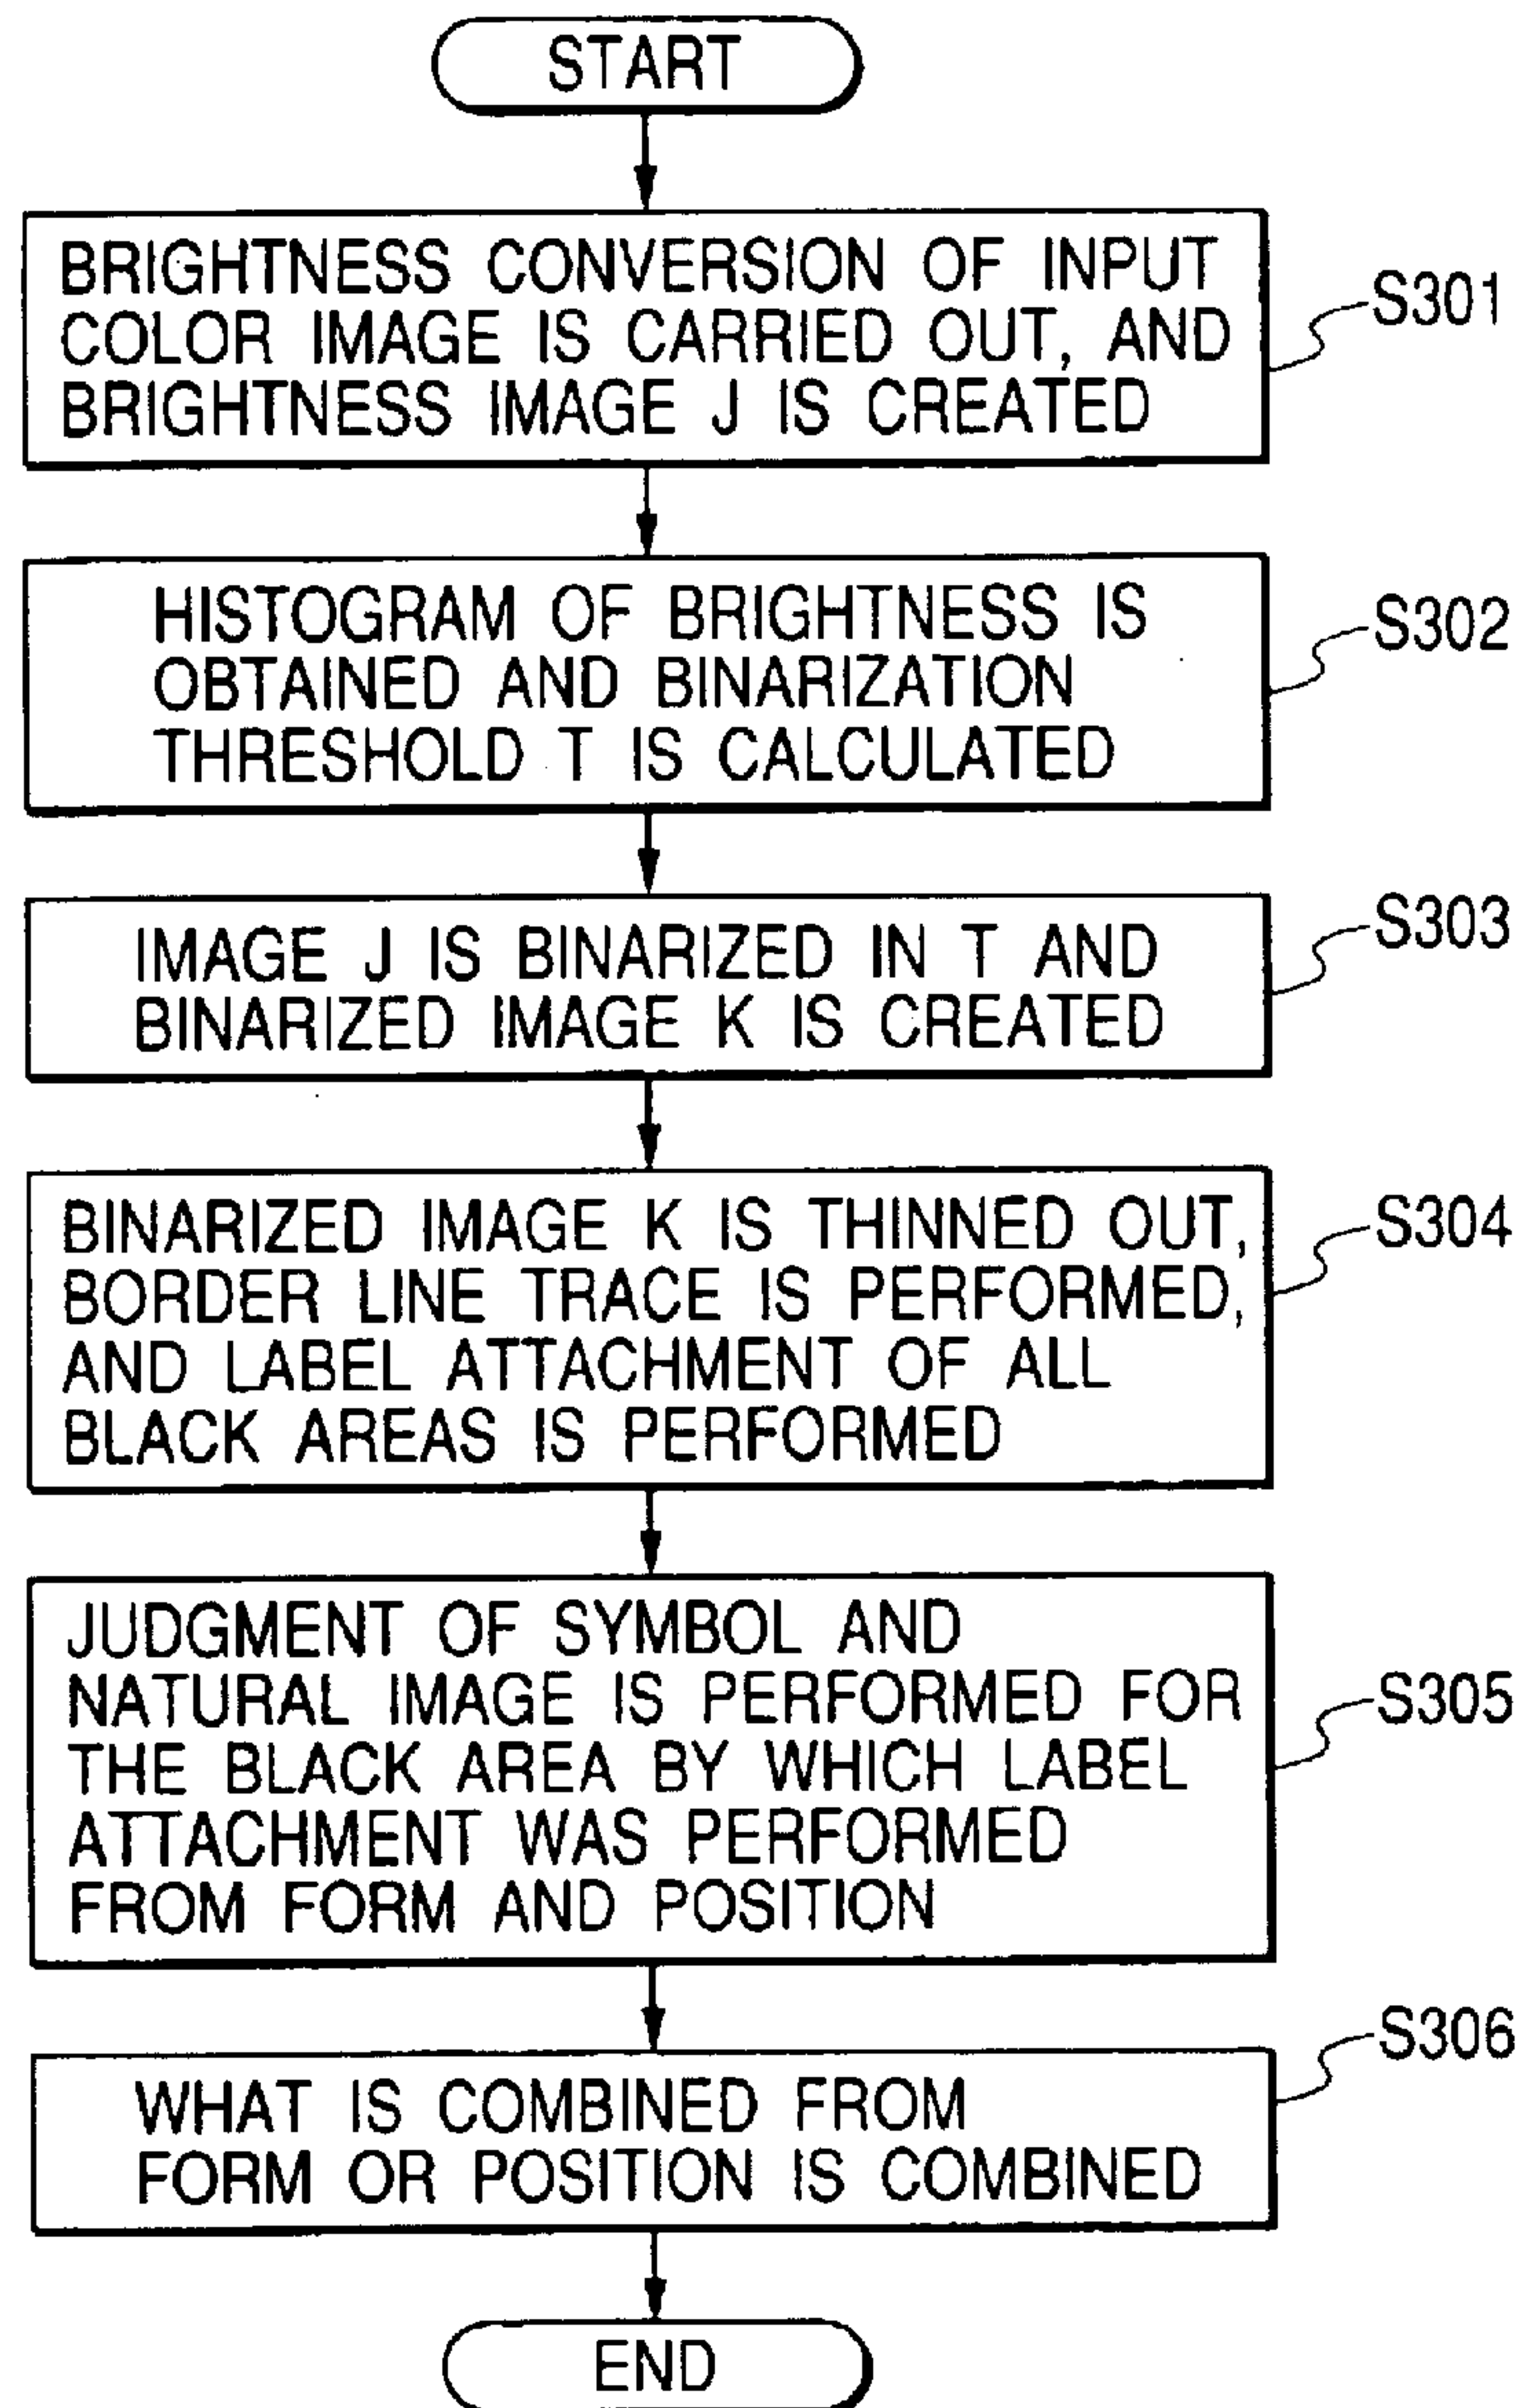 START
BRIGHTNESS CONVERSION OF INPUT
COLOR IMAGE IS CARRIED OUT, AND
BRIGHTNESS IMAGE J IS CREATED
S301
HISTOGRAM OF BRIGHTNESS IS
OBTAINED AND BINARIZATION
THRESHOLD T IS CALCULATED
S302
IMAGE J IS BINARIZED IN T AND
BINARIZED IMAGE K IS CREATED
S303
BINARIZED IMAGE K IS THINNED OUT,
BORDER LINE TRACE IS PERFORMED,
AND LABEL ATTACHMENT OF ALL
BLACK AREAS IS PERFORMED
S304
JUDGMENT OF SYMBOL AND
NATURAL IMAGE IS PERFORMED FOR
THE BLACK AREA BY WHICH LABEL
ATTACHMENT WAS PERFORMED
FROM FORM AND POSITION
S305
WHAT IS COMBINED FROM
FORM OR POSITION IS COMBINED
S306
END